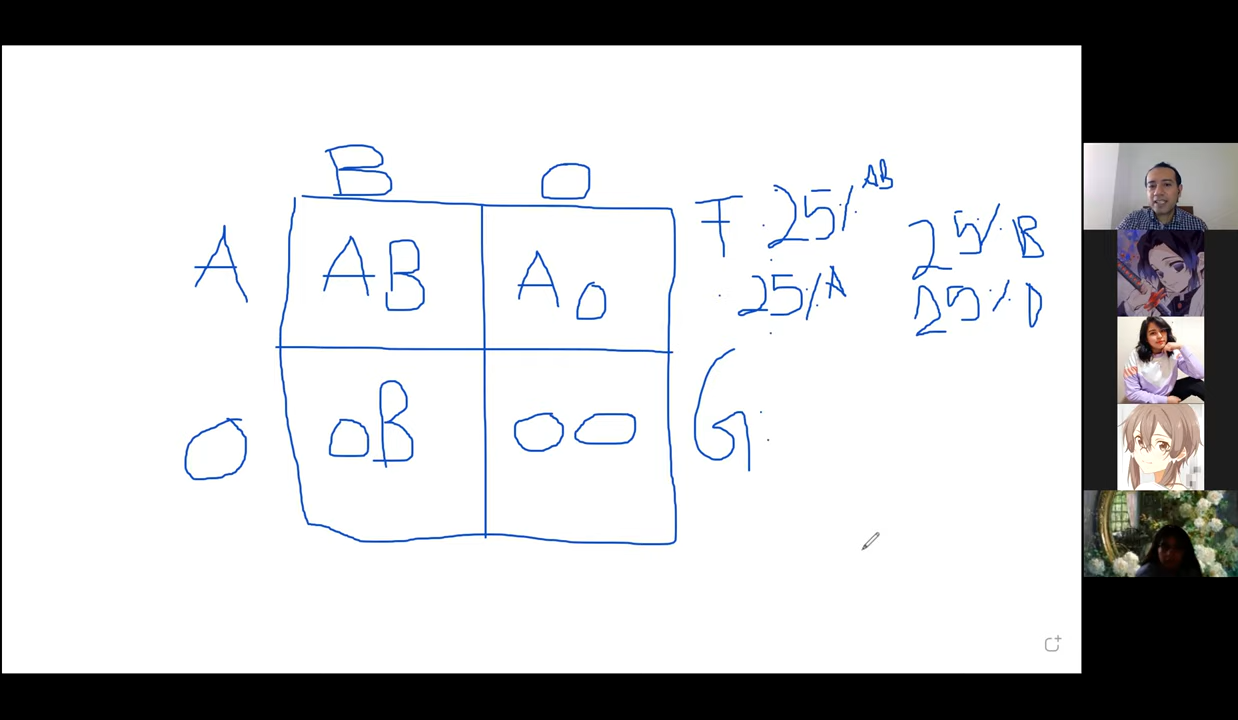 B O
A AB Ao
O oB oo
F: 25% AB 25% B
: 25% A 25% O
G: